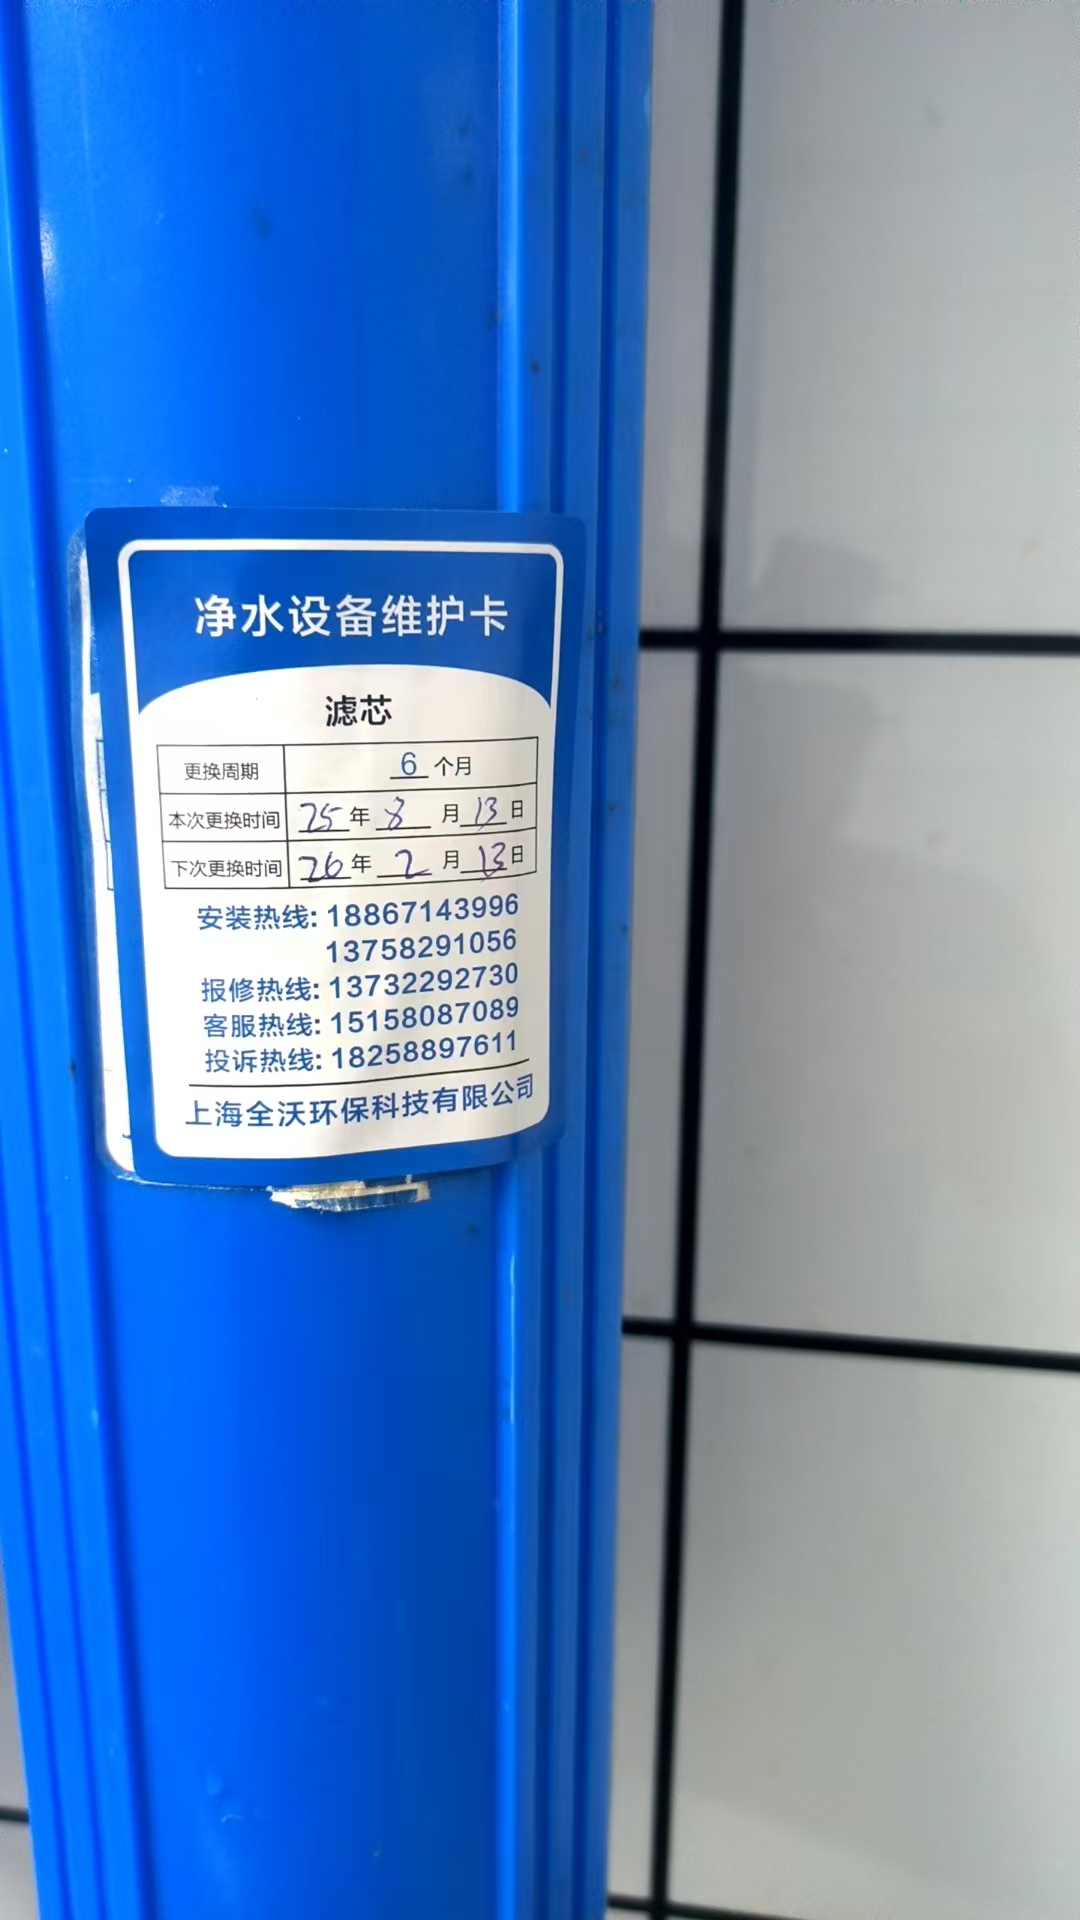 净水设备维护卡
滤芯
更换周期 6 个月
本次更换时间 25 年 8 月 13 日
下次更换时间 26 年 2 月 13 日
安装热线: 18867143996
13758291056
报修热线: 13732292730
客服热线: 15158087089
投诉热线: 18258897611
上海全沃环保科技有限公司